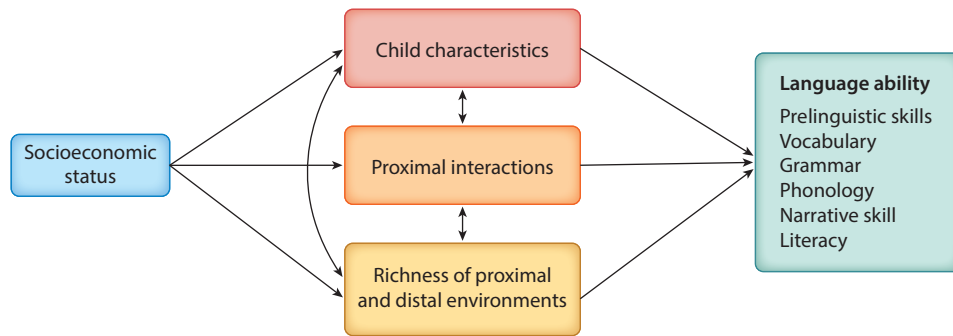 Socioeconomic
status
Child characteristics
Proximal interactions
Richness of proximal
and distal environments
Language ability
Prelinguistic skills
Vocabulary
Grammar
Phonology
Narrative skill
Literacy